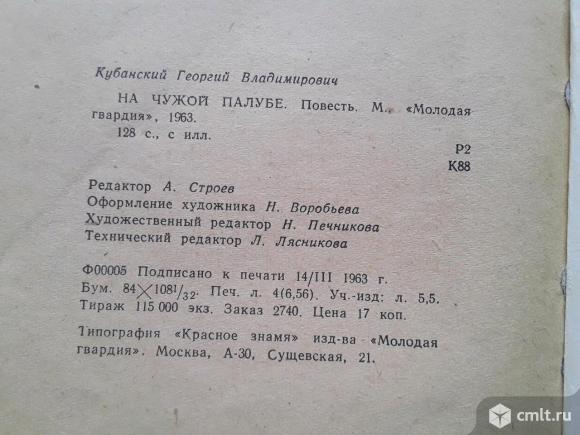 Кубанский Георгий Владимирович
НА ЧУЖОЙ ПАЛУБЕ. Повесть. М., «Молодая
гвардия», 1963.
128 с., с илл.
Р2
К88
Редактор А. Строев
Оформление художника Н. Воробьева
Художественный редактор Н. Печникова
Технический редактор Л. Лясникова
Ф00005 Подписано к печати 14/III 1963 г.
Бум. 84×108¹/₃₂. Печ. л. 4(6,56). Уч.-изд: л. 5,5.
Тираж 115 000 экз. Заказ 2740. Цена 17 коп.
Типография «Красное знамя» изд-ва «Молодая
гвардия». Москва, А-30, Сущевская, 21.
cmlt.ru